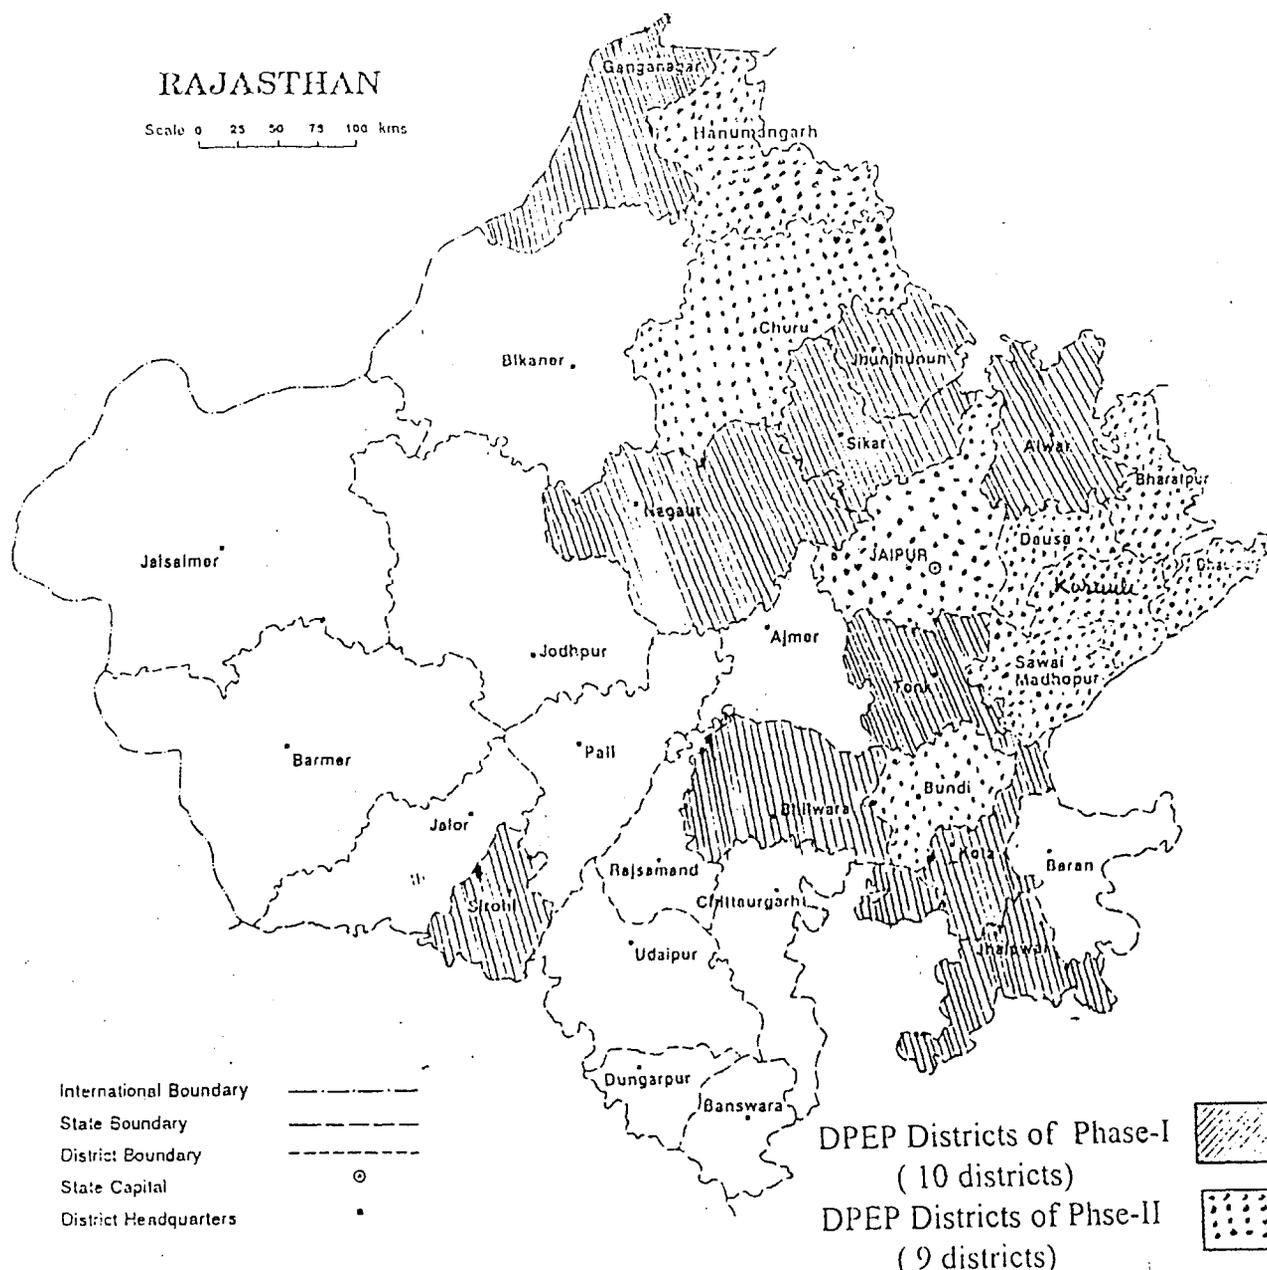 RAJASTHAN
Scale 0 25 50 75 100 kms
Ganganagar
Hanumangarh
Churu
Jhunjhunun
Bikaner
Sikar
Alwar
Bharatpur
Nagaur
Dausa
JAIPUR
Jaisalmer
Ajmer
Jodhpur
Sawai
Madhopur
Tonk
Pali
Barmer
Bundi
Bhilwara
Jalor
Kota
Baran
Rajsamand
Chittaurgarh
Sirohi
Udaipur
Jhalawar
Dungarpur
Banswara
International Boundary
State Boundary
District Boundary
State Capital
District Headquarters
DPEP Districts of Phase-I
( 10 districts)
DPEP Districts of Phse-II
( 9 districts)